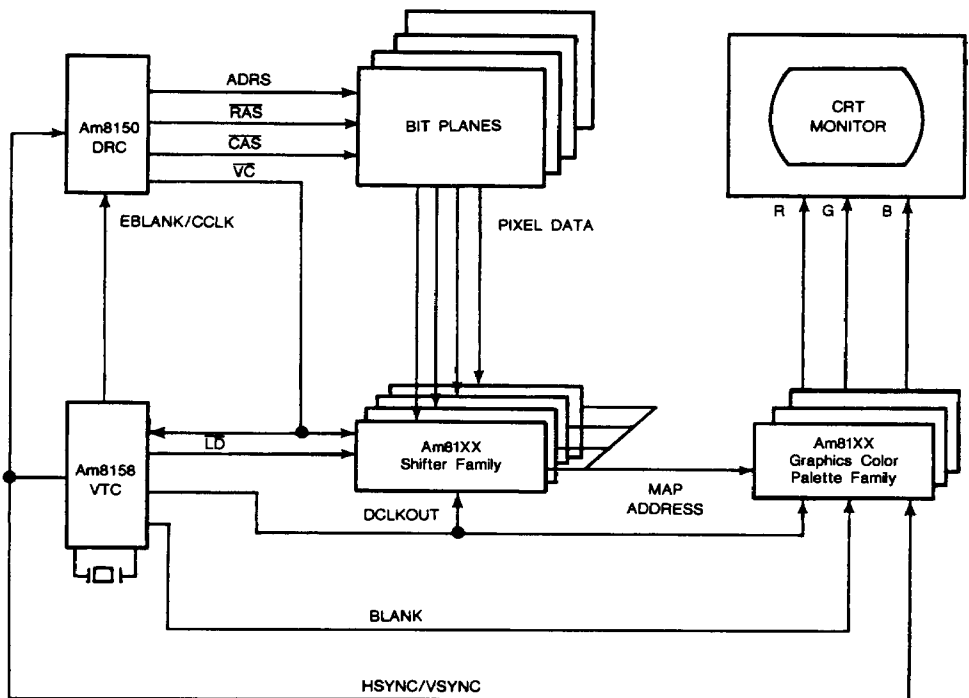 ADRS
RAS
CAS
VC
Am8150
DRC
BIT PLANES
CRT
MONITOR
EBLANK/CCLK
PIXEL DATA
R
G
B
Am8158
VTC
LD
Am81XX
Shifter Family
Am81XX
Graphics Color
Palette Family
DCLKOUT
MAP
ADDRESS
BLANK
HSYNC/VSYNC